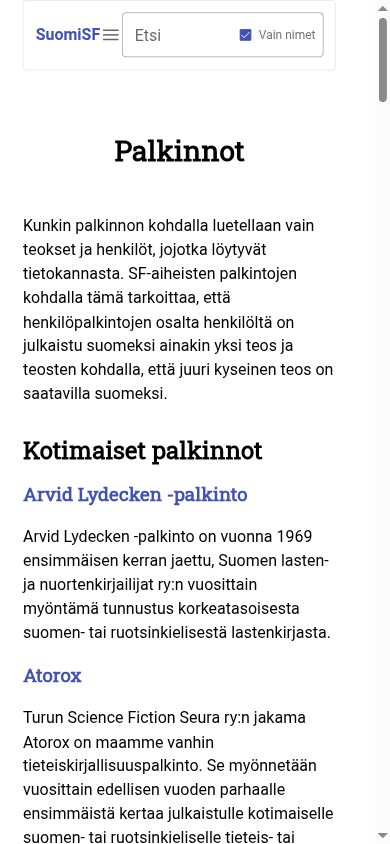 SuomiSF
Etsi
Vain nimet
Palkinnot
Kunkin palkinnon kohdalla luetellaan vain
teokset ja henkilöt, jojotka löytyvät
tietokannasta. SF-aiheisten palkintojen
kohdalla tämä tarkoittaa, että
henkilöpalkintojen osalta henkilöltä on
julkaistu suomeksi ainakin yksi teos ja
teosten kohdalla, että juuri kyseinen teos on
saatavilla suomeksi.
Kotimaiset palkinnot
Arvid Lydecken -palkinto
Arvid Lydecken -palkinto on vuonna 1969
ensimmäisen kerran jaettu, Suomen lasten-
ja nuortenkirjailijat ry:n vuosittain
myöntämä tunnustus korkeatasoisesta
suomen- tai ruotsinkielisestä lastenkirjasta.
Atorox
Turun Science Fiction Seura ry:n jakama
Atorox on maamme vanhin
tieteiskirjallisuuspalkinto. Se myönnetään
vuosittain edellisen vuoden parhaalle
ensimmäistä kertaa julkaistulle kotimaiselle
suomen- tai ruotsinkieliselle tieteis- tai